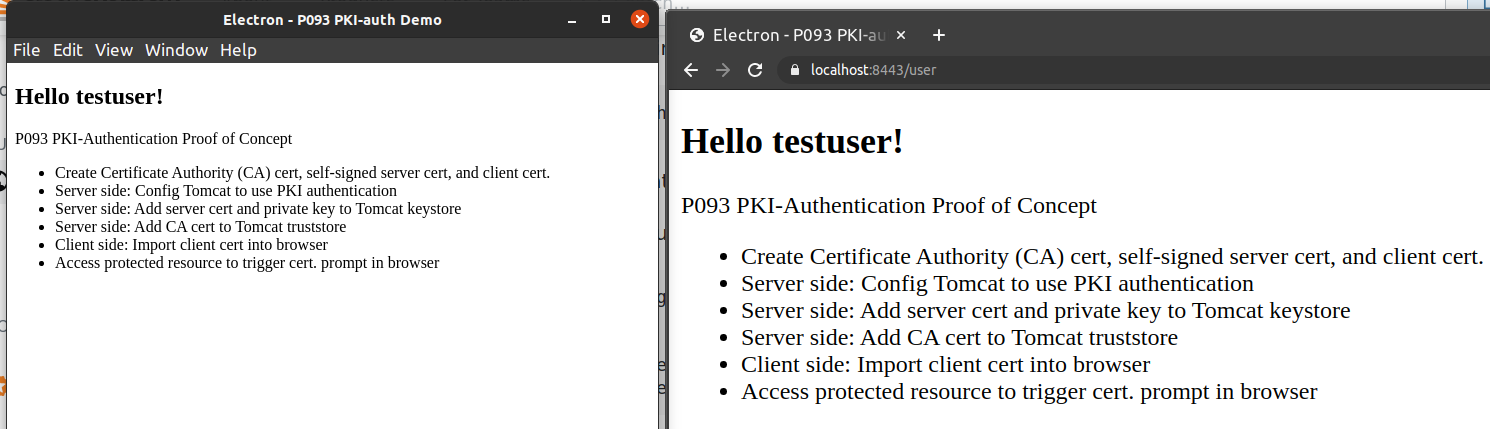 Electron - P093 PKI-auth Demo
File Edit View Window Help
Hello testuser!
P093 PKI-Authentication Proof of Concept
Create Certificate Authority (CA) cert, self-signed server cert, and client cert.
Server side: Config Tomcat to use PKI authentication
Server side: Add server cert and private key to Tomcat keystore
Server side: Add CA cert to Tomcat truststore
Client side: Import client cert into browser
Access protected resource to trigger cert. prompt in browser
Electron - P093 PKI-au
localhost:8443/user
Hello testuser!
P093 PKI-Authentication Proof of Concept
Create Certificate Authority (CA) cert, self-signed server cert, and client cert.
Server side: Config Tomcat to use PKI authentication
Server side: Add server cert and private key to Tomcat keystore
Server side: Add CA cert to Tomcat truststore
Client side: Import client cert into browser
Access protected resource to trigger cert. prompt in browser